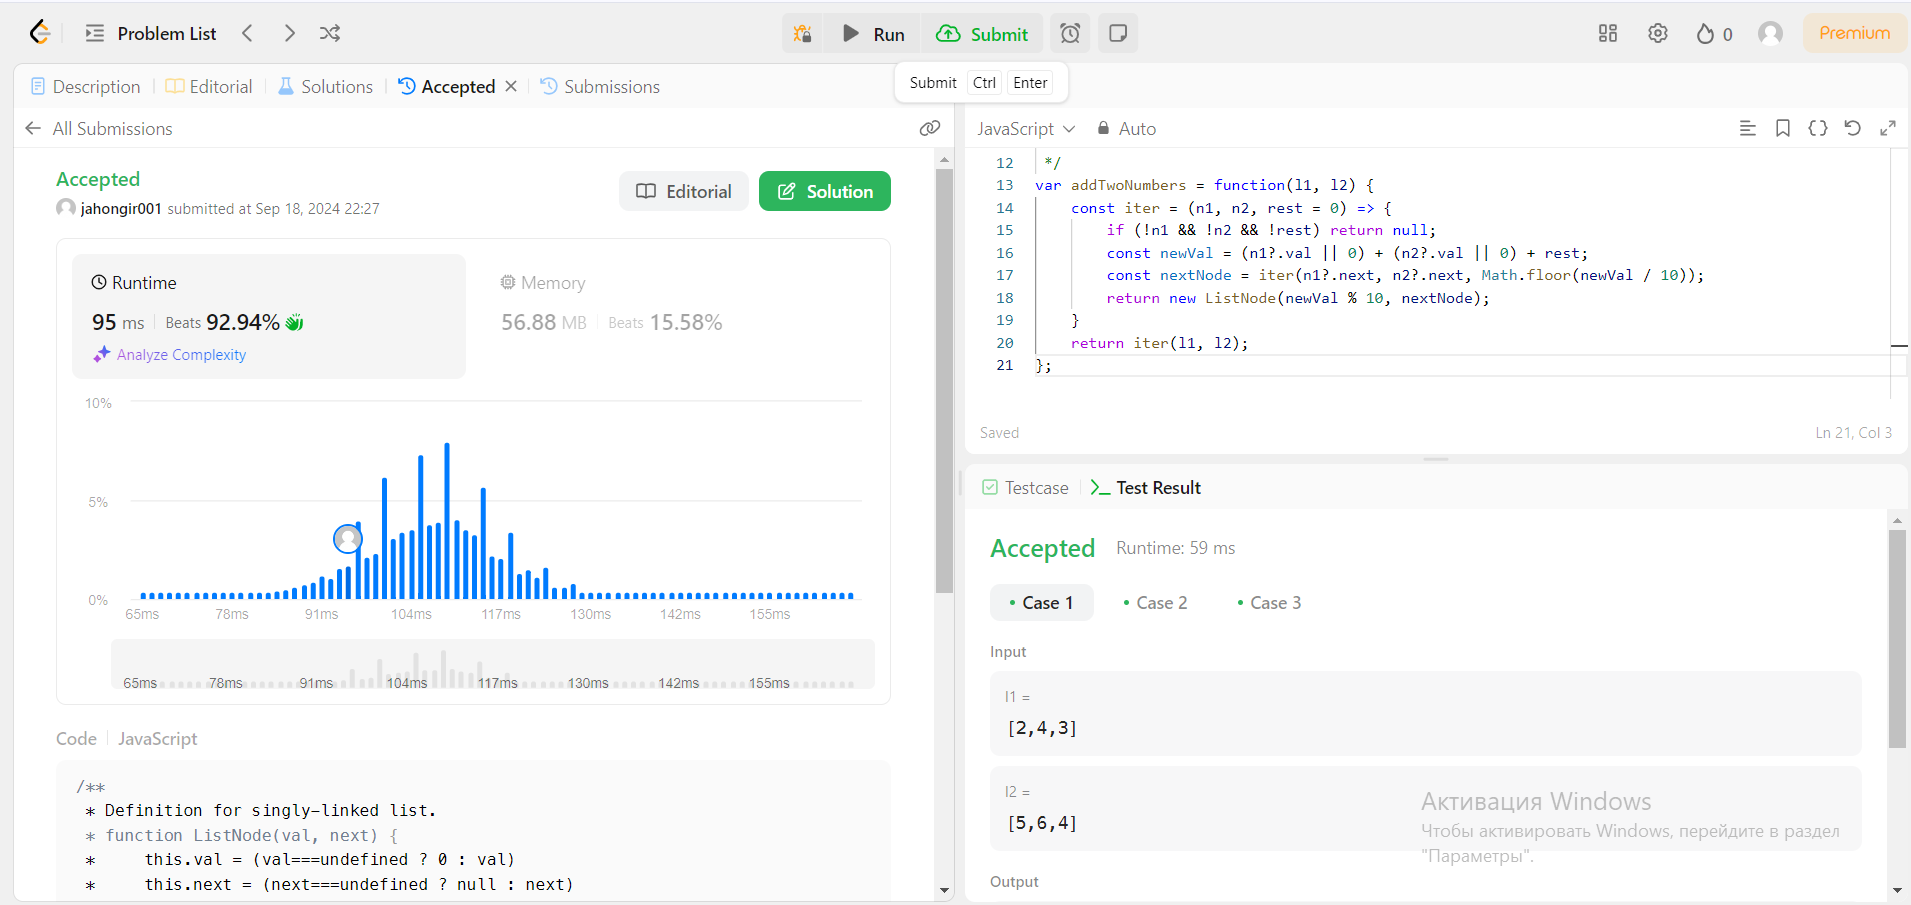 Problem List
Run
Submit
0
Premium
Submit Ctrl Enter
Description
Editorial
Solutions
Accepted
Submissions
All Submissions
Accepted
jahongir001 submitted at Sep 18, 2024 22:27
Editorial
Solution
Runtime
95 ms Beats 92.94%
Analyze Complexity
Memory
56.88 MB Beats 15.58%
10%
5%
0%
65ms 78ms 91ms 104ms 117ms 130ms 142ms 155ms
65ms 78ms 91ms 104ms 117ms 130ms 142ms 155ms
Code JavaScript
/**
* Definition for singly-linked list.
* function ListNode(val, next) {
*     this.val = (val===undefined ? 0 : val)
*     this.next = (next===undefined ? null : next)
JavaScript
Auto
12 */
13 var addTwoNumbers = function(l1, l2) {
14     const iter = (n1, n2, rest = 0) => {
15         if (!n1 && !n2 && !rest) return null;
16         const newVal = (n1?.val || 0) + (n2?.val || 0) + rest;
17         const nextNode = iter(n1?.next, n2?.next, Math.floor(newVal / 10));
18         return new ListNode(newVal % 10, nextNode);
19     }
20     return iter(l1, l2);
21 };
Saved
Ln 21, Col 3
Testcase
Test Result
Accepted
Runtime: 59 ms
• Case 1
• Case 2
• Case 3
Input
l1 =
[2,4,3]
l2 =
[5,6,4]
Output
Активация Windows
Чтобы активировать Windows, перейдите в раздел
"Параметры".